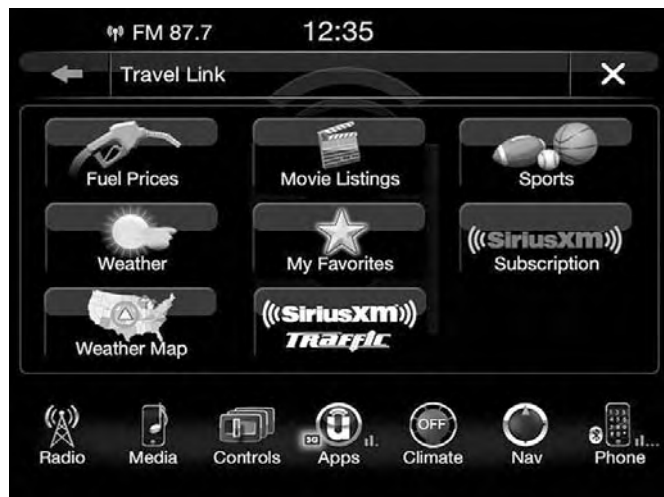 FM 87.7 12:35
Travel Link
Fuel Prices Movie Listings Sports
Weather My Favorites ((SiriusXM)) Subscription
Weather Map ((SiriusXM)) Traffic
3G OFF
Radio Media Controls Apps Climate Nav Phone